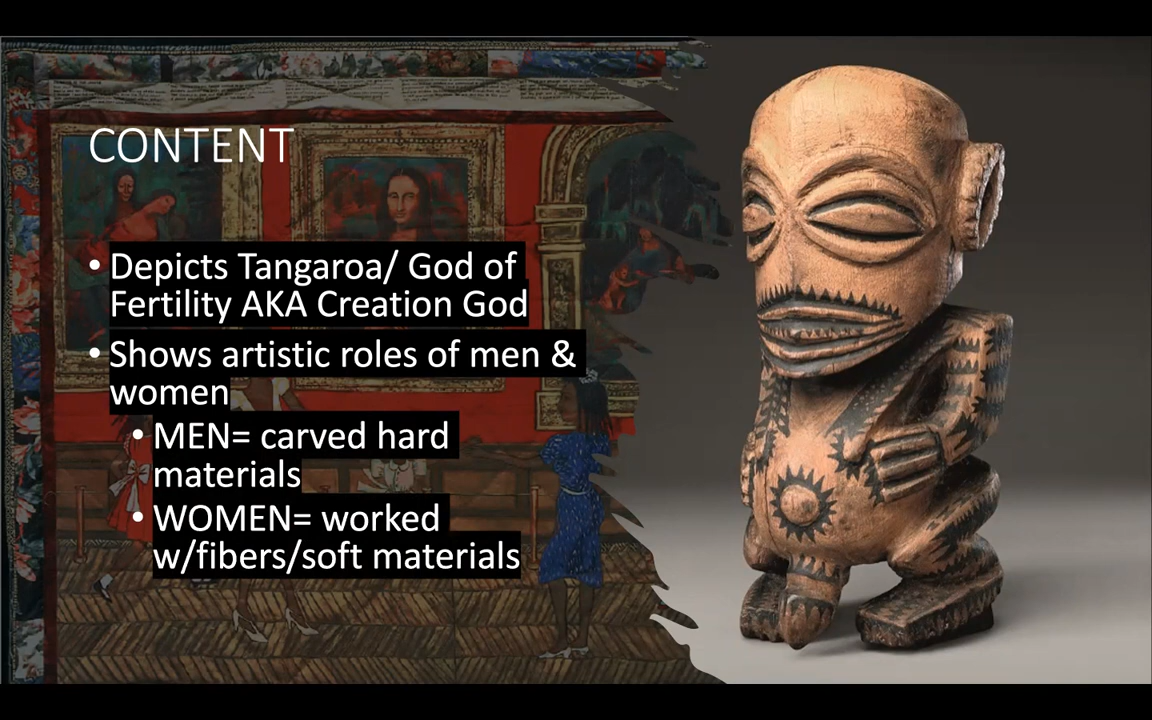 CONTENT
• Depicts Tangaroa/ God of
Fertility AKA Creation God
• Shows artistic roles of men &
women
• MEN= carved hard
materials
• WOMEN= worked
w/fibers/soft materials